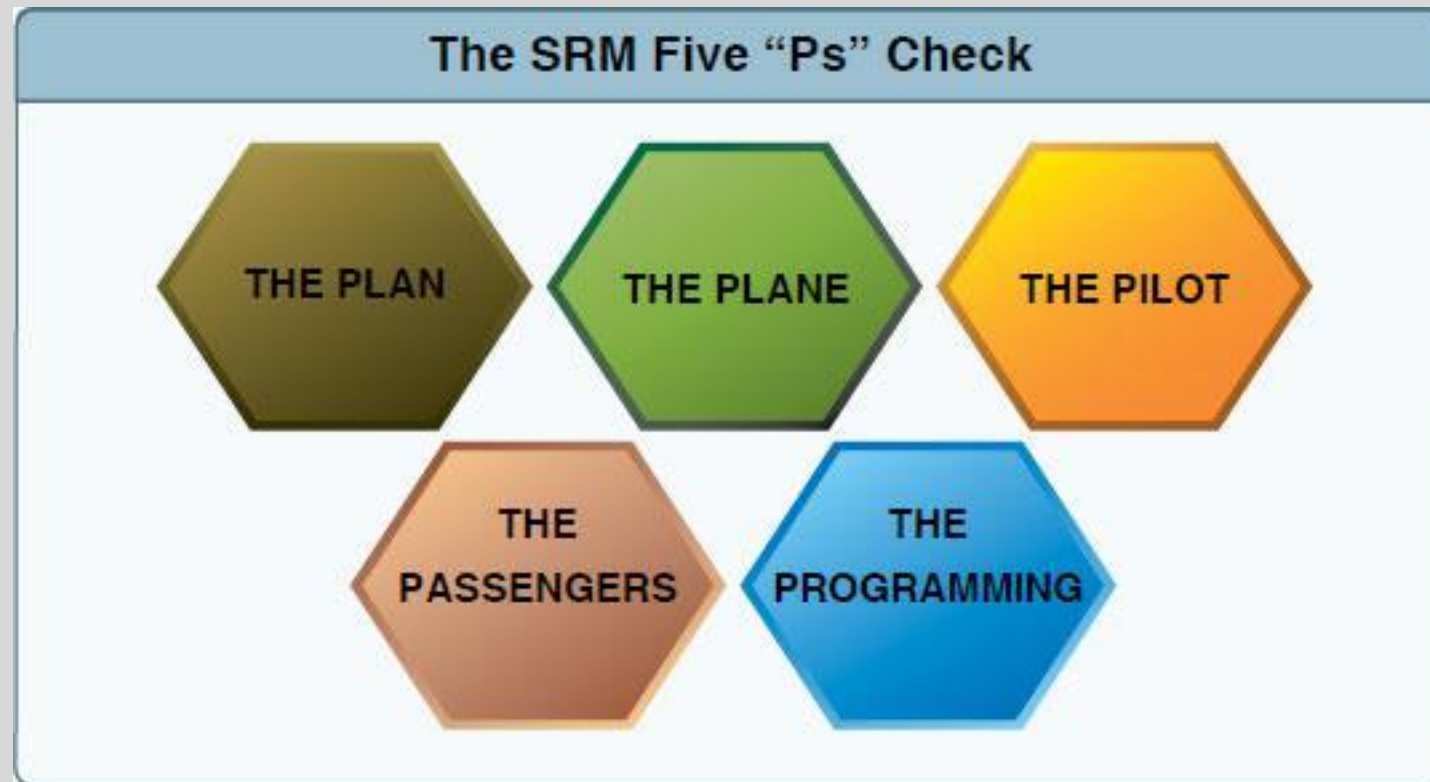 The SRM Five “Ps” Check
THE PLAN
THE PLANE
THE PILOT
THE
PASSENGERS
THE
PROGRAMMING